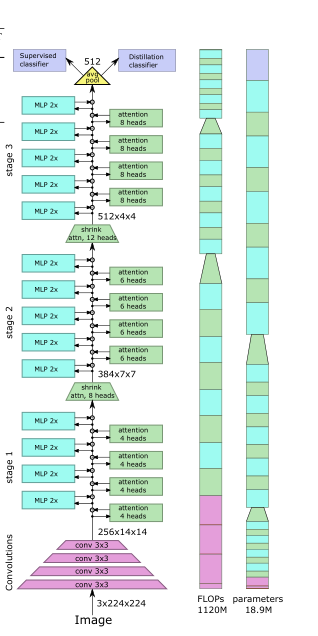 Supervised
classifier
512
Distillation
classifier
avg
pool
MLP 2x
attention
8 heads
MLP 2x
attention
8 heads
MLP 2x
attention
8 heads
MLP 2x
attention
8 heads
MLP 2x
stage 3
512x4x4
shrink
attn, 12 heads
MLP 2x
attention
6 heads
MLP 2x
attention
6 heads
MLP 2x
attention
6 heads
MLP 2x
attention
6 heads
MLP 2x
stage 2
384x7x7
shrink
attn, 8 heads
MLP 2x
attention
4 heads
MLP 2x
attention
4 heads
MLP 2x
attention
4 heads
MLP 2x
attention
4 heads
stage 1
256x14x14
Convolutions
conv 3x3
conv 3x3
conv 3x3
conv 3x3
3x224x224
Image
FLOPs
1120M
parameters
18.9M